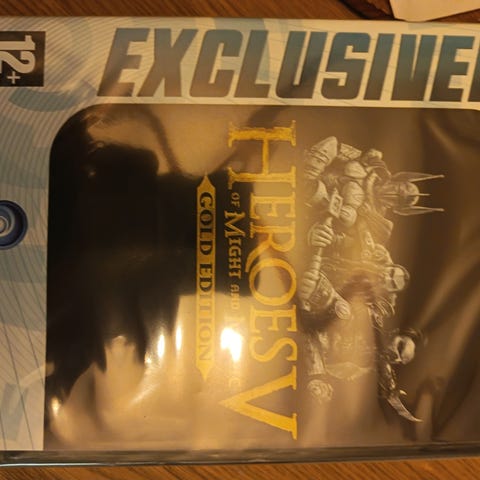 EXCLUSIVE
12+
HEROES V
OF MIGHT AND
GOLD EDITION